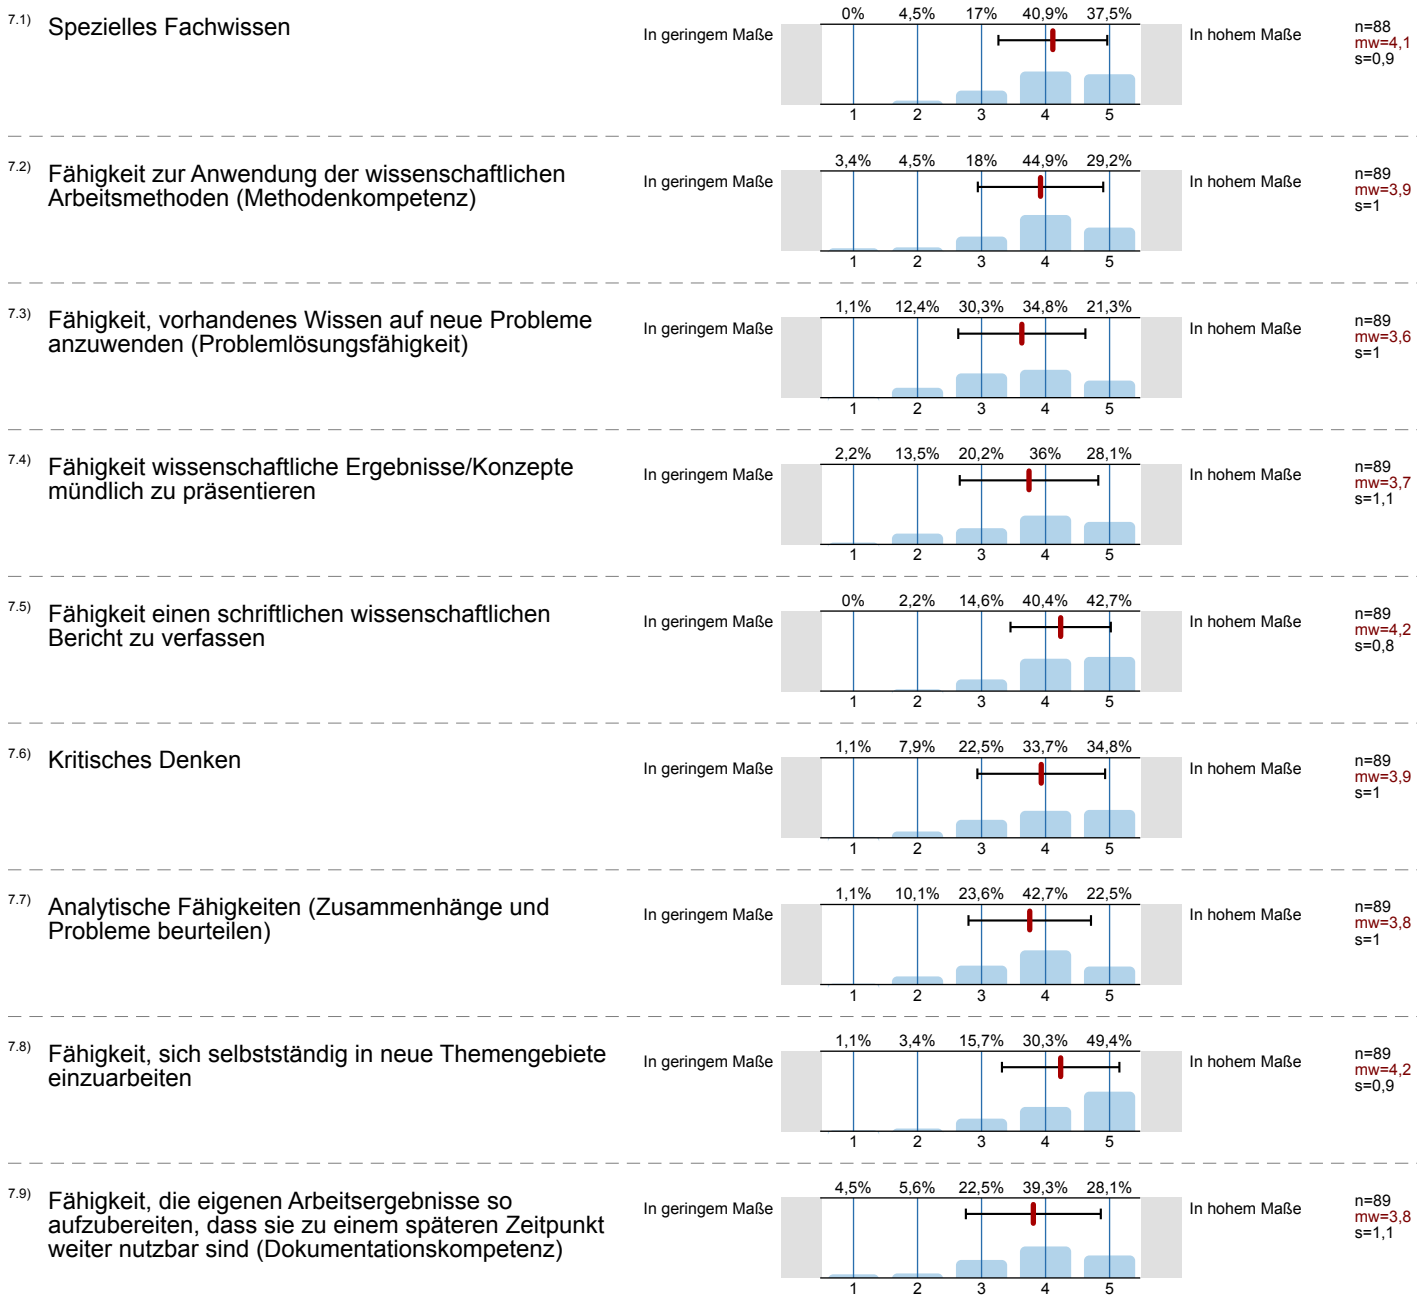 7.1) Spezielles Fachwissen
In geringem Maße
0% 4,5% 17% 40,9% 37,5%
1 2 3 4 5
In hohem Maße
n=88
mw=4,1
s=0,9
7.2) Fähigkeit zur Anwendung der wissenschaftlichen
Arbeitsmethoden (Methodenkompetenz)
In geringem Maße
3,4% 4,5% 18% 44,9% 29,2%
1 2 3 4 5
In hohem Maße
n=89
mw=3,9
s=1
7.3) Fähigkeit, vorhandenes Wissen auf neue Probleme
anzuwenden (Problemlösungsfähigkeit)
In geringem Maße
1,1% 12,4% 30,3% 34,8% 21,3%
1 2 3 4 5
In hohem Maße
n=89
mw=3,6
s=1
7.4) Fähigkeit wissenschaftliche Ergebnisse/Konzepte
mündlich zu präsentieren
In geringem Maße
2,2% 13,5% 20,2% 36% 28,1%
1 2 3 4 5
In hohem Maße
n=89
mw=3,7
s=1,1
7.5) Fähigkeit einen schriftlichen wissenschaftlichen
Bericht zu verfassen
In geringem Maße
0% 2,2% 14,6% 40,4% 42,7%
1 2 3 4 5
In hohem Maße
n=89
mw=4,2
s=0,8
7.6) Kritisches Denken
In geringem Maße
1,1% 7,9% 22,5% 33,7% 34,8%
1 2 3 4 5
In hohem Maße
n=89
mw=3,9
s=1
7.7) Analytische Fähigkeiten (Zusammenhänge und
Probleme beurteilen)
In geringem Maße
1,1% 10,1% 23,6% 42,7% 22,5%
1 2 3 4 5
In hohem Maße
n=89
mw=3,8
s=1
7.8) Fähigkeit, sich selbstständig in neue Themengebiete
einzuarbeiten
In geringem Maße
1,1% 3,4% 15,7% 30,3% 49,4%
1 2 3 4 5
In hohem Maße
n=89
mw=4,2
s=0,9
7.9) Fähigkeit, die eigenen Arbeitsergebnisse so
aufzubereiten, dass sie zu einem späteren Zeitpunkt
weiter nutzbar sind (Dokumentationskompetenz)
In geringem Maße
4,5% 5,6% 22,5% 39,3% 28,1%
1 2 3 4 5
In hohem Maße
n=89
mw=3,8
s=1,1